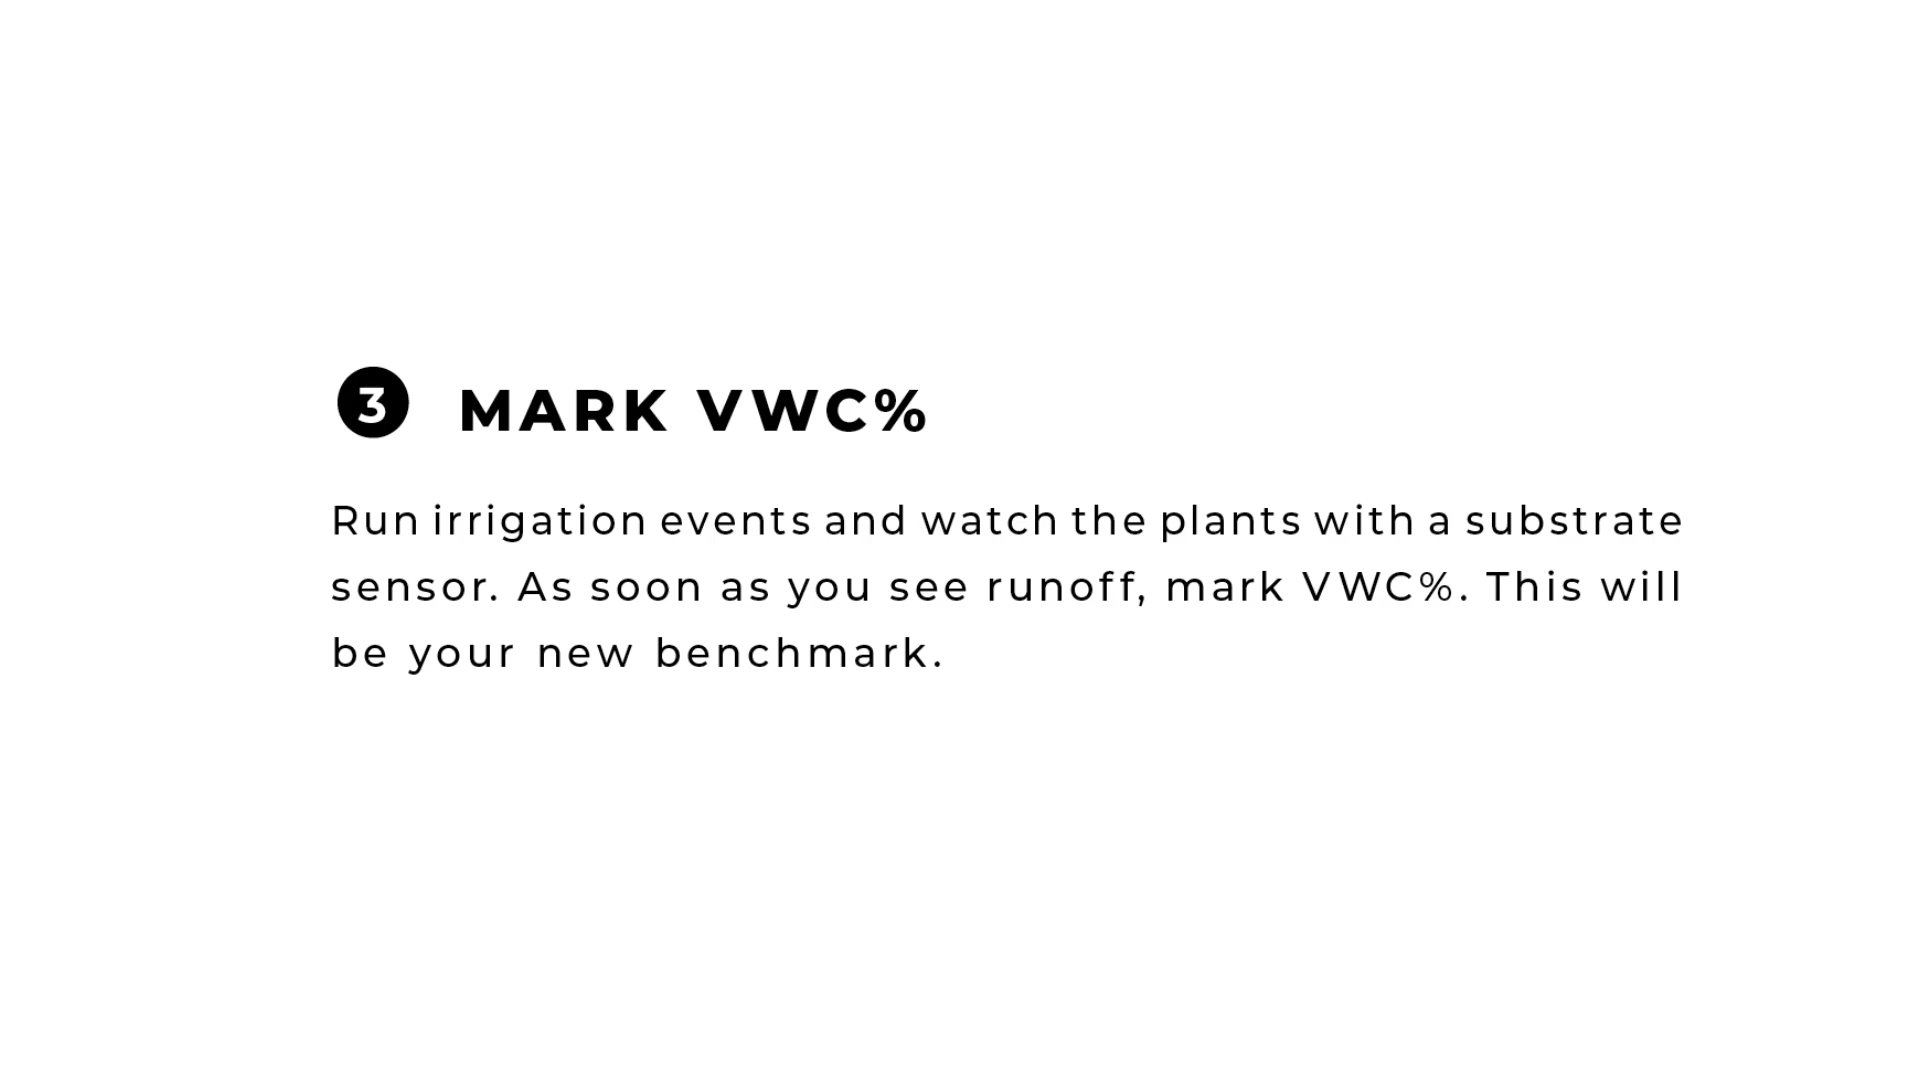 3 MARK VWC%
Run irrigation events and watch the plants with a substrate
sensor. As soon as you see runoff, mark VWC%. This will
be your new benchmark.